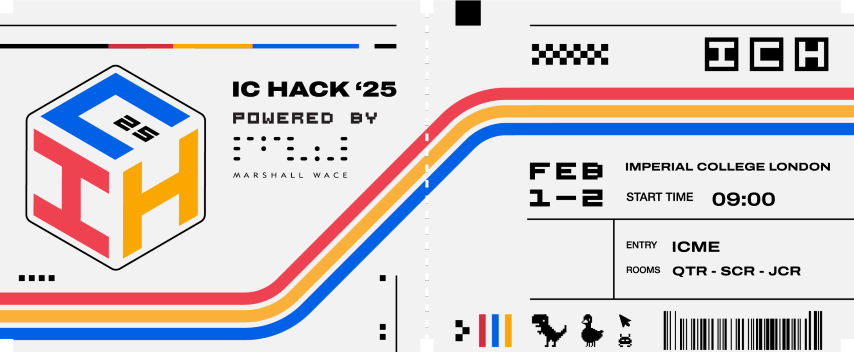 C
25
I
H
IC HACK ‘25
POWERED BY
MARSHALL WACE
ICH
FEB
1-2
IMPERIAL COLLEGE LONDON
START TIME 09:00
ENTRY ICME
ROOMS QTR - SCR - JCR